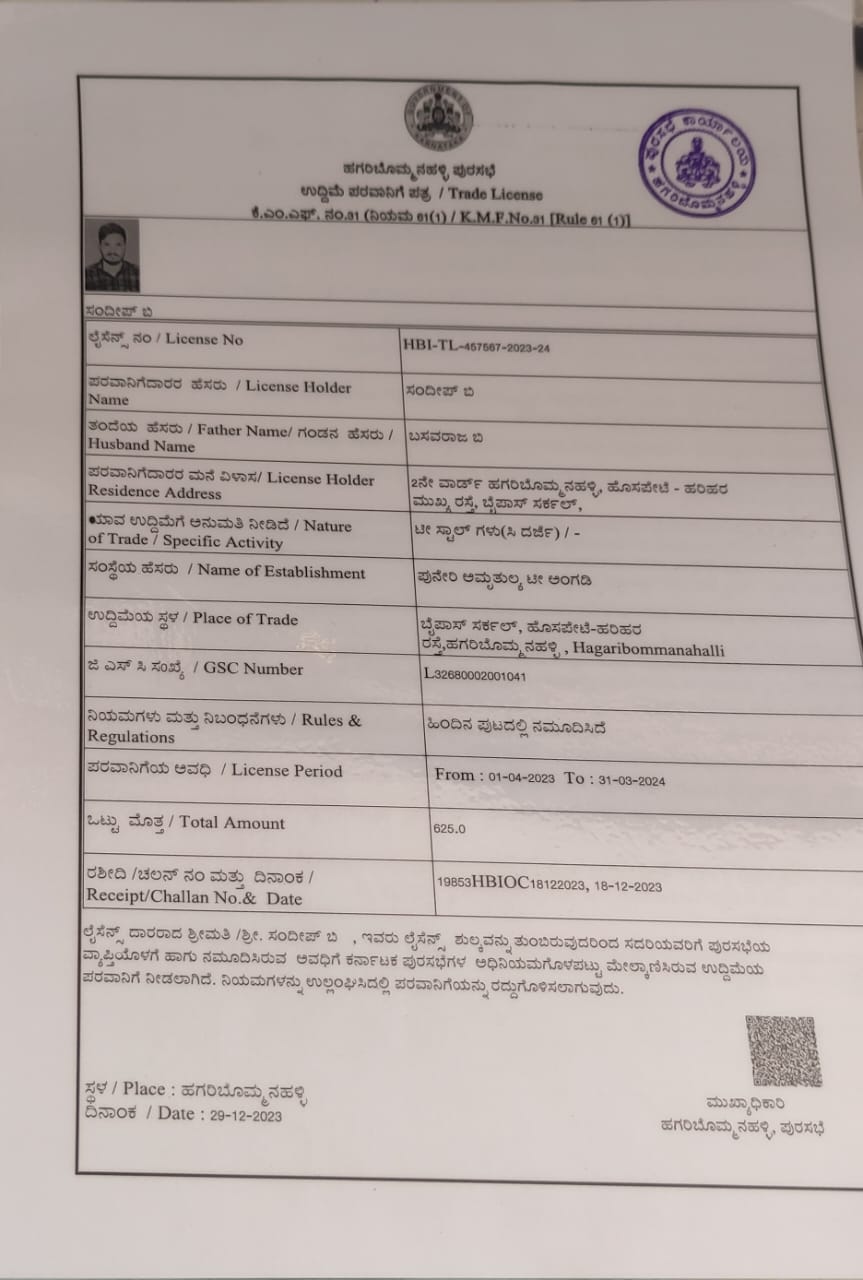 GOVERNMENT OF KARNATAKA
ಪುರಸಭೆ ಕಾರ್ಯಾಲಯ
ಹಗರಿಬೊಮ್ಮನಹಳ್ಳಿ
ಹಗರಿಬೊಮ್ಮನಹಳ್ಳಿ ಪುರಸಭೆ
ಉದ್ದಿಮೆ ಪರವಾನಿಗೆ ಪತ್ರ / Trade License
ಕೆ.ಎಂ.ಎಫ್. ನಂ.31 (ನಿಯಮ 61(1) / K.M.F.No.31 [Rule 61 (1)]
ಸಂದೀಪ್ ಬಿ
ಲೈಸೆನ್ಸ್ ನಂ / License No HBI-TL-457567-2023-24
ಪರವಾನಿಗೆದಾರರ ಹೆಸರು / License Holder
Name
ಸಂದೀಪ್ ಬಿ
ತಂದೆಯ ಹೆಸರು / Father Name/ ಗಂಡನ ಹೆಸರು /
Husband Name
ಬಸವರಾಜ ಬಿ
ಪರವಾನಿಗೆದಾರರ ಮನೆ ವಿಳಾಸ/ License Holder
Residence Address
2ನೇ ವಾರ್ಡ್ ಹಗರಿಬೊಮ್ಮನಹಳ್ಳಿ, ಹೊಸಪೇಟೆ - ಹರಿಹರ
ಮುಖ್ಯ ರಸ್ತೆ, ಬೈಪಾಸ್ ಸರ್ಕಲ್,
ಯಾವ ಉದ್ದಿಮೆಗೆ ಅನುಮತಿ ನೀಡಿದೆ / Nature
of Trade / Specific Activity
ಟೀ ಸ್ಟಾಲ್ ಗಳು(ಸಿ ದರ್ಜೆ) / -
ಸಂಸ್ಥೆಯ ಹೆಸರು / Name of Establishment ಪುನೇರಿ ಅಮೃತುಲ್ಯ ಟೀ ಅಂಗಡಿ
ಉದ್ದಿಮೆಯ ಸ್ಥಳ / Place of Trade
ಬೈಪಾಸ್ ಸರ್ಕಲ್, ಹೊಸಪೇಟೆ-ಹರಿಹರ
ರಸ್ತೆ,ಹಗರಿಬೊಮ್ಮನಹಳ್ಳಿ , Hagaribommanahalli
ಜಿ ಎಸ್ ಸಿ ಸಂಖ್ಯೆ / GSC Number L32680002001041
ನಿಯಮಗಳು ಮತ್ತು ನಿಬಂಧನೆಗಳು / Rules &
Regulations
ಹಿಂದಿನ ಪುಟದಲ್ಲಿ ನಮೂದಿಸಿದೆ
ಪರವಾನಿಗೆಯ ಅವಧಿ / License Period From : 01-04-2023 To : 31-03-2024
ಒಟ್ಟು ಮೊತ್ತ / Total Amount 625.0
ರಶೀದಿ /ಚಲನ್ ನಂ ಮತ್ತು ದಿನಾಂಕ /
Receipt/Challan No.& Date
19853HBIOC18122023, 18-12-2023
ಲೈಸೆನ್ಸ್ ದಾರರಾದ ಶ್ರೀಮತಿ /ಶ್ರೀ. ಸಂದೀಪ್ ಬಿ , ಇವರು ಲೈಸೆನ್ಸ್ ಶುಲ್ಕವನ್ನು ತುಂಬಿರುವುದರಿಂದ ಸದರಿಯವರಿಗೆ ಪುರಸಭೆಯ
ವ್ಯಾಪ್ತಿಯೊಳಗೆ ಹಾಗು ನಮೂದಿಸಿರುವ ಅವಧಿಗೆ ಕರ್ನಾಟಕ ಪುರಸಭೆಗಳ ಅಧಿನಿಯಮಗೊಳಪಟ್ಟು ಮೇಲ್ಕಾಣಿಸಿರುವ ಉದ್ದಿಮೆಯ
ಪರವಾನಿಗೆ ನೀಡಲಾಗಿದೆ. ನಿಯಮಗಳನ್ನು ಉಲ್ಲಂಘಿಸಿದಲ್ಲಿ ಪರವಾನಿಗೆಯನ್ನು ರದ್ದುಗೊಳಿಸಲಾಗುವುದು.
ಸ್ಥಳ / Place : ಹಗರಿಬೊಮ್ಮನಹಳ್ಳಿ
ದಿನಾಂಕ / Date : 29-12-2023
ಮುಖ್ಯಾಧಿಕಾರಿ
ಹಗರಿಬೊಮ್ಮನಹಳ್ಳಿ, ಪುರಸಭೆ